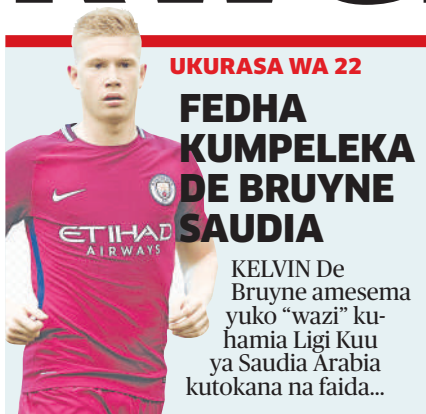 UKURASA WA 22
FEDHA
KUMPELEKA
DE BRUYNE
SAUDIA
KELVIN De
Bruyne amesema
yuko “wazi” ku-
hamia Ligi Kuu
ya Saudia Arabia
kutokana na faida...
ETIHAD
AIRWAYS